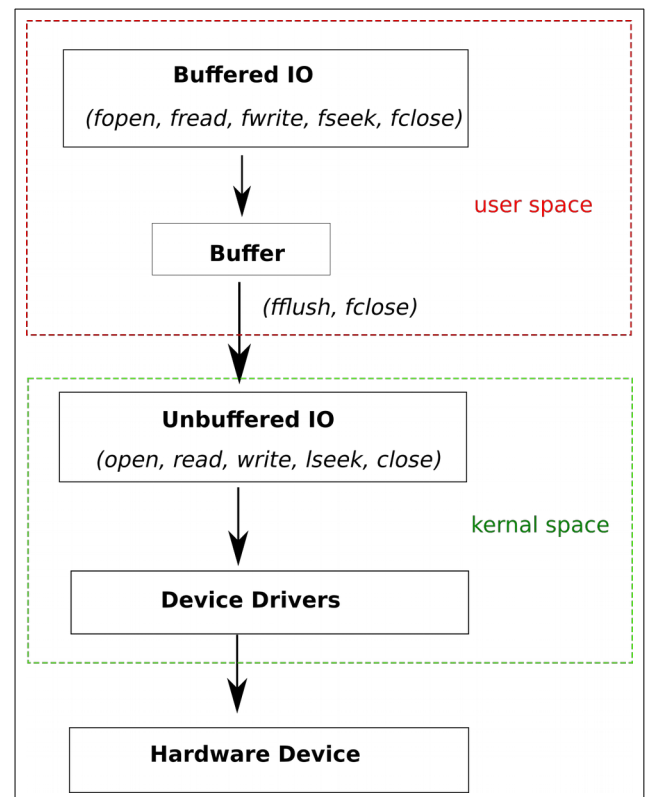 Buffered IO
(fopen, fread, fwrite, fseek, fclose)
user space
Buffer
(fflush, fclose)
Unbuffered IO
(open, read, write, lseek, close)
kernal space
Device Drivers
Hardware Device